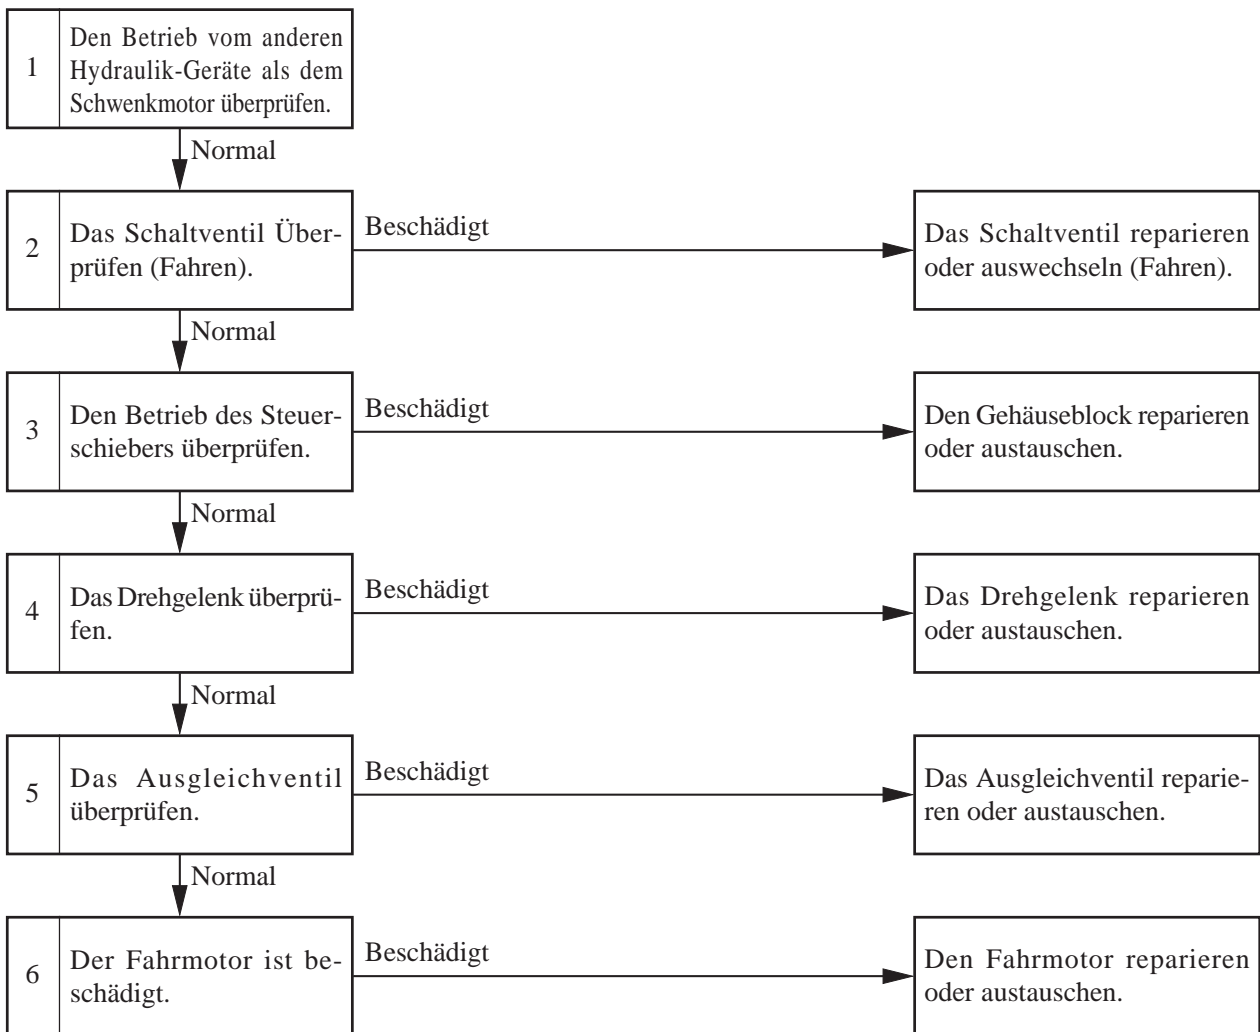 1
Den Betrieb vom anderen
Hydraulik-Geräte als dem
Schwenkmotor überprüfen.
Normal
2
Das Schaltventil Über-
prüfen (Fahren).
Beschädigt
Das Schaltventil reparieren
oder auswechseln (Fahren).
Normal
3
Den Betrieb des Steuer-
schiebers überprüfen.
Beschädigt
Den Gehäuseblock reparieren
oder austauschen.
Normal
4
Das Drehgelenk überprü-
fen.
Beschädigt
Das Drehgelenk reparieren
oder austauschen.
Normal
5
Das Ausgleichventil
überprüfen.
Beschädigt
Das Ausgleichventil reparie-
ren oder austauschen.
Normal
6
Der Fahrmotor ist be-
schädigt.
Beschädigt
Den Fahrmotor reparieren
oder austauschen.